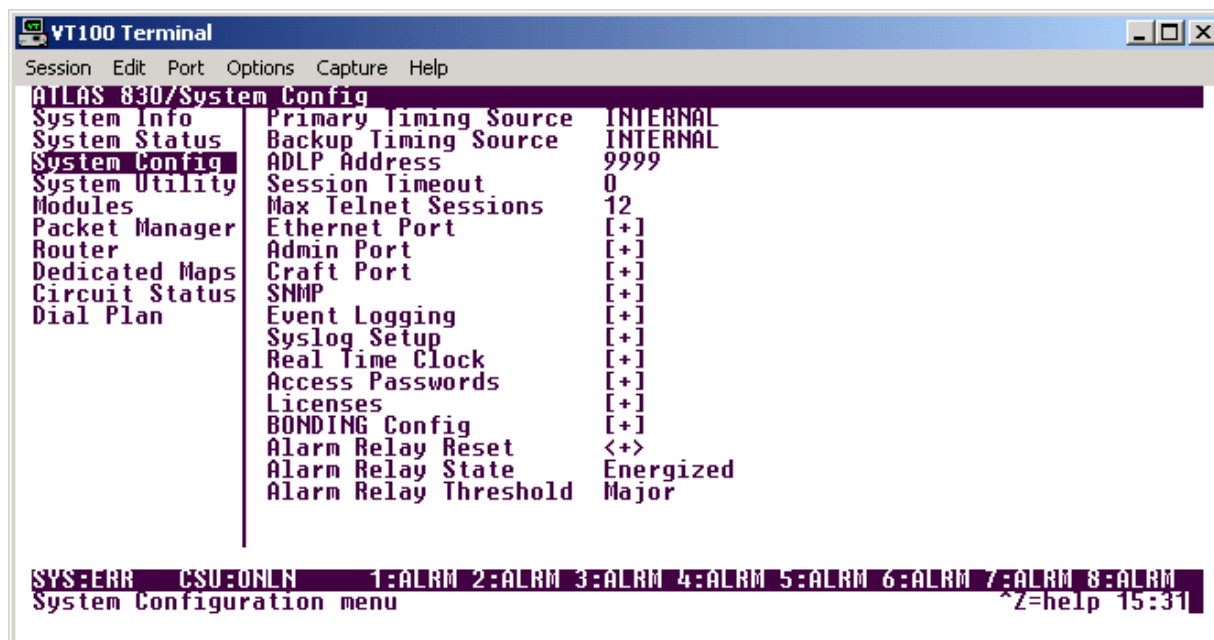 VT100 Terminal
Session Edit Port Options Capture Help
ATLAS 830/System Config
System Info Primary Timing Source INTERNAL
System Status Backup Timing Source INTERNAL
System Config ADLP Address 9999
System Utility Session Timeout 0
Modules Max Telnet Sessions 12
Packet Manager Ethernet Port [+]
Router Admin Port [+]
Dedicated Maps Craft Port [+]
Circuit Status SNMP [+]
Dial Plan Event Logging [+]
Syslog Setup [+]
Real Time Clock [+]
Access Passwords [+]
Licenses [+]
BONDING Config [+]
Alarm Relay Reset <+>
Alarm Relay State Energized
Alarm Relay Threshold Major
SYS:ERR CSU:ONLN 1:ALRM 2:ALRM 3:ALRM 4:ALRM 5:ALRM 6:ALRM 7:ALRM 8:ALRM
System Configuration menu ^Z=help 15:31